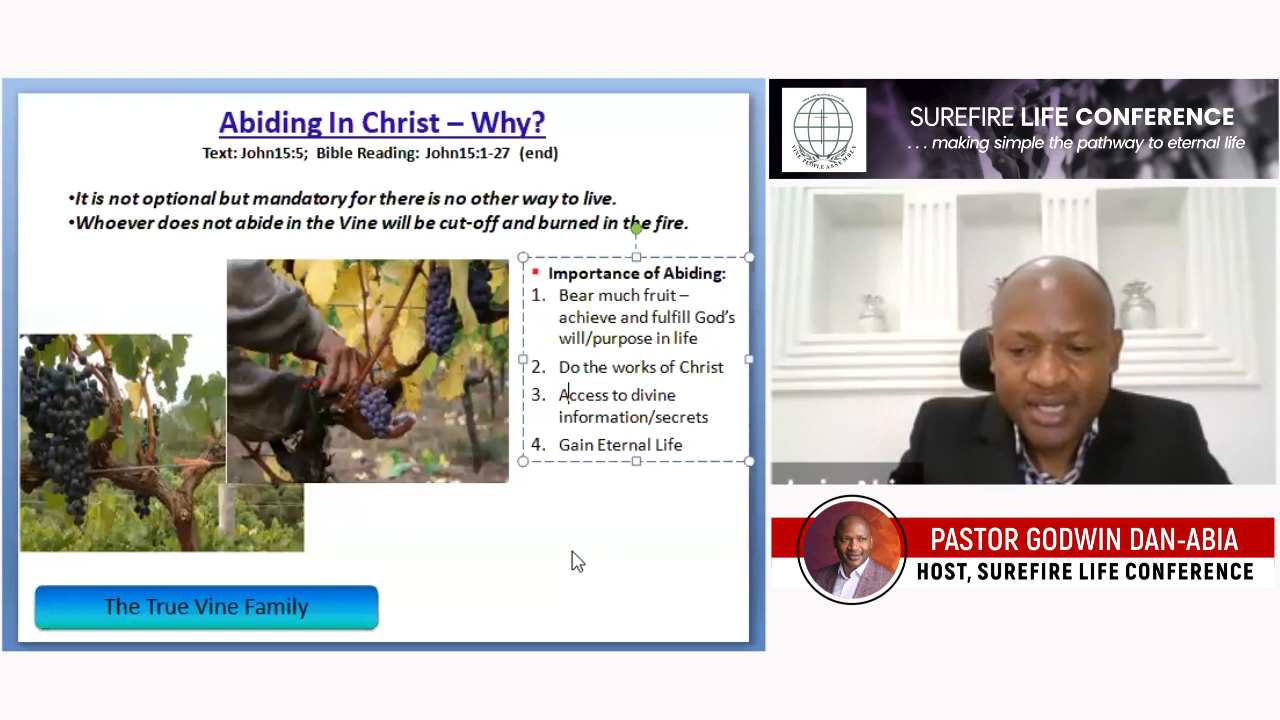 Abiding In Christ – Why?
Text: John15:5;  Bible Reading: John15:1-27  (end)
•It is not optional but mandatory for there is no other way to live.
•Whoever does not abide in the Vine will be cut-off and burned in the fire.
▪ Importance of Abiding:
1. Bear much fruit –
achieve and fulfill God’s
will/purpose in life
2. Do the works of Christ
3. Access to divine
information/secrets
4. Gain Eternal Life
The True Vine Family
VINE PEOPLE ASSEMBLY
SUREFIRE LIFE CONFERENCE
. . . making simple the pathway to eternal life
PASTOR GODWIN DAN-ABIA
HOST, SUREFIRE LIFE CONFERENCE